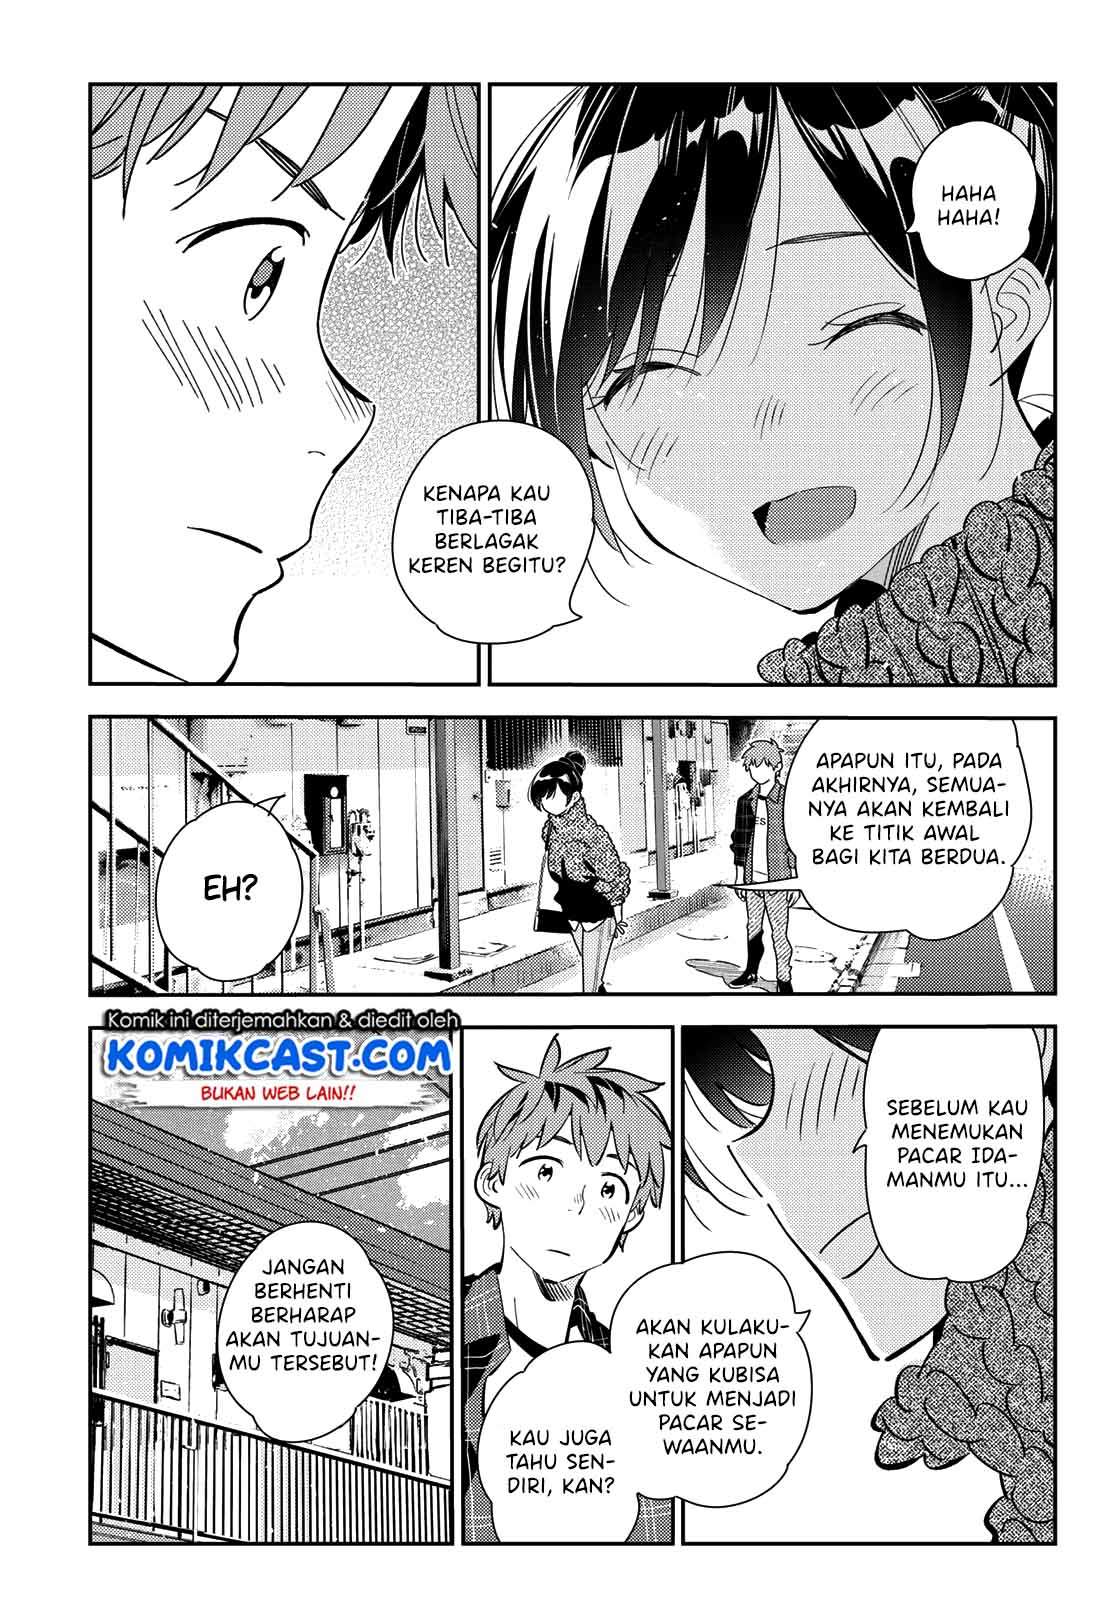 HAHA
HAHA!
KENAPA KAU
TIBA-TIBA
BERLAGAK
KEREN BEGITU?
APAPUN ITU, PADA
AKHIRNYA, SEMUA-
NYA AKAN KEMBALI
KE TITIK AWAL
BAGI KITA BERDUA.
EH?
SEBELUM KAU
MENEMUKAN
PACAR IDA-
MANMU ITU...
AKAN KULAKU-
KAN APAPUN
YANG KUBISA
UNTUK MENJADI
PACAR SE-
WAANMU.
KAU JUGA
TAHU SEN-
DIRI, KAN?
Komik ini diterjemahkan & diedit oleh
KOMIKCAST.COM
BUKAN WEB LAIN!!
JANGAN
BERHENTI
BERHARAP
AKAN TUJUAN-
MU TERSEBUT!